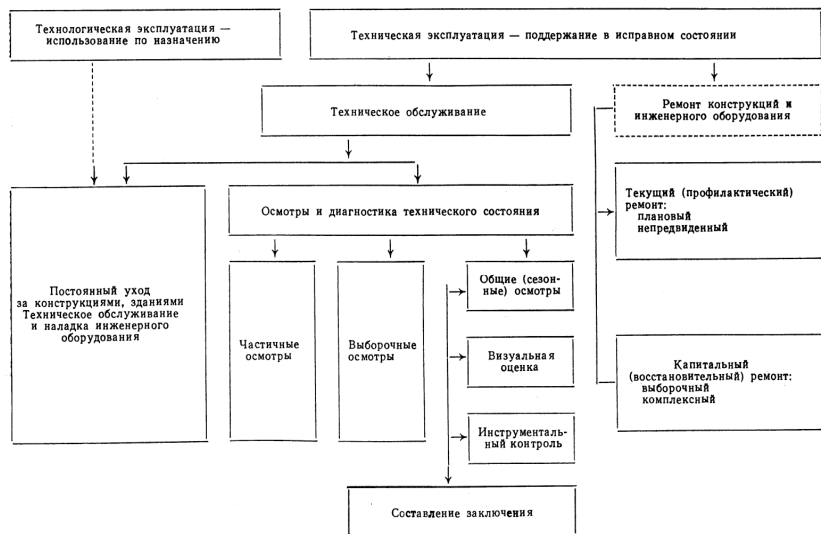 Технологическая эксплуатация —
использование по назначению
Техническая эксплуатация — поддержание в исправном состоянии
Техническое обслуживание
Ремонт конструкций и
инженерного оборудования
Осмотры и диагностика технического состояния
Текущий (профилактический)
ремонт:
плановый
непредвиденный
Постоянный уход
за конструкциями, зданиями
Техническое обслуживание
и наладка инженерного
оборудования
Частичные
осмотры
Выборочные
осмотры
Общие (сезон-
ные) осмотры
Визуальная
оценка
Инструменталь-
ный контроль
Капитальный
(восстановительный) ремонт:
выборочный
комплексный
Составление заключения